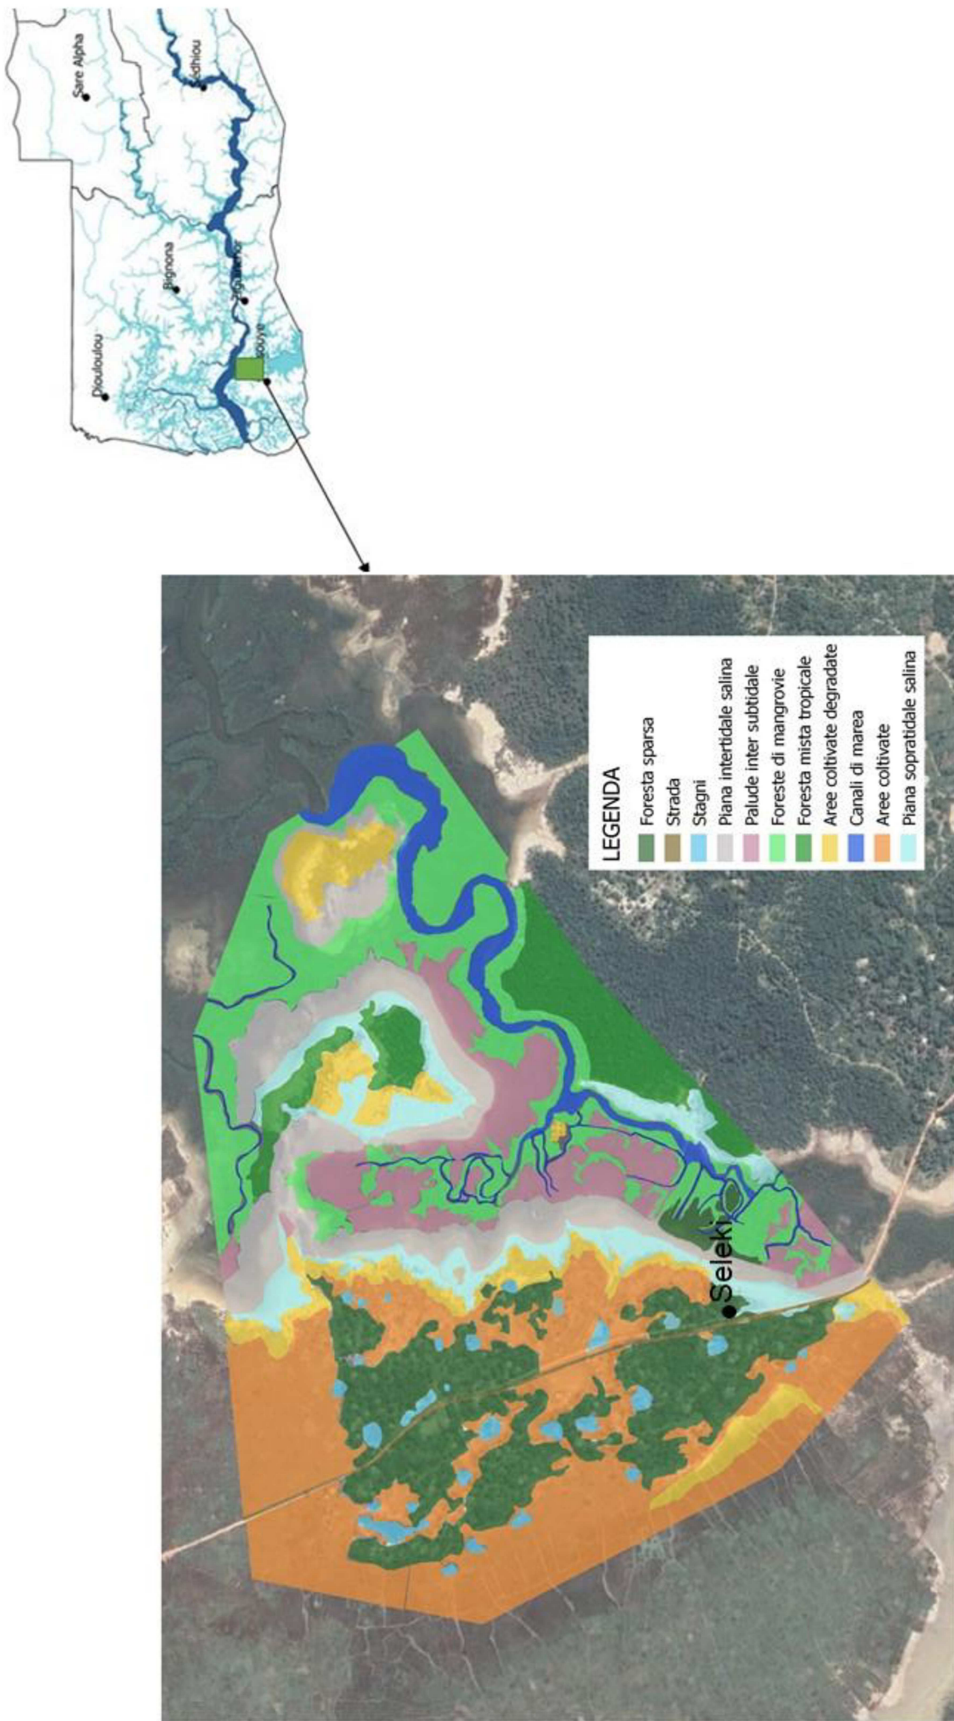 Sare Alpha
Sedhiou
Bignona
Diouloulou
Seleki
LEGENDA
Foresta sparsa
Strada
Stagni
Piana intertidale salina
Palude inter subtidale
Foreste di mangrovie
Foresta mista tropicale
Aree coltivate degradate
Canali di marea
Aree coltivate
Piana sopratidale salina